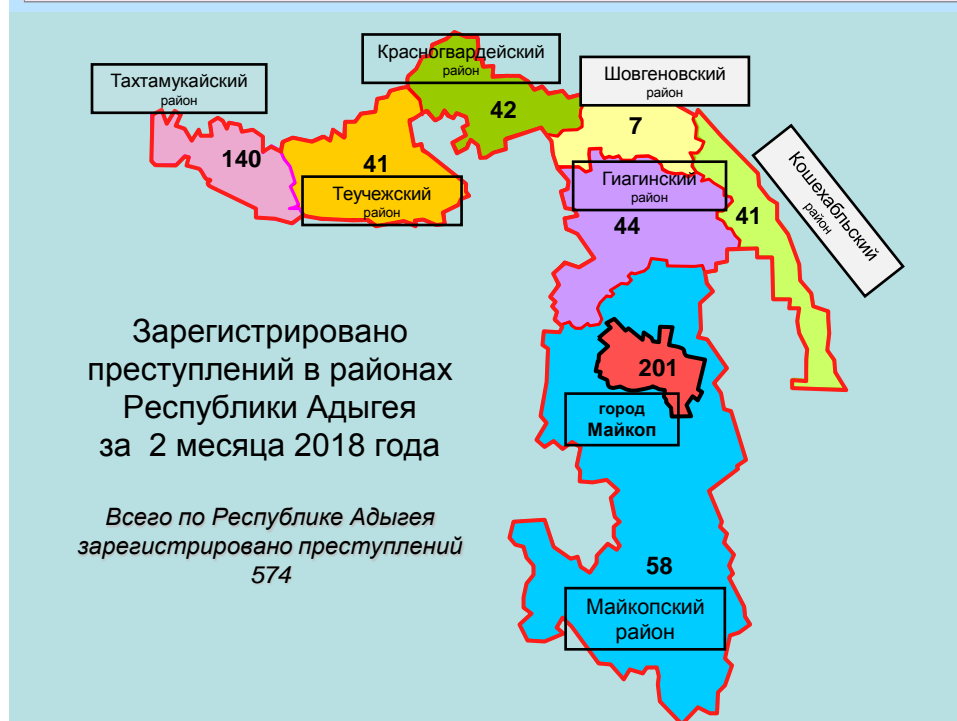 Красногвардейский
район
Тахтамукайский
район
Шовгеновский
район
42
7
140
41
Кошехабльский
район
Теучежский
район
Гиагинский
район
44
41
Зарегистрировано
преступлений в районах
Республики Адыгея
за 2 месяца 2018 года
201
город
Майкоп
Всего по Республике Адыгея
зарегистрировано преступлений
574
58
Майкопский
район